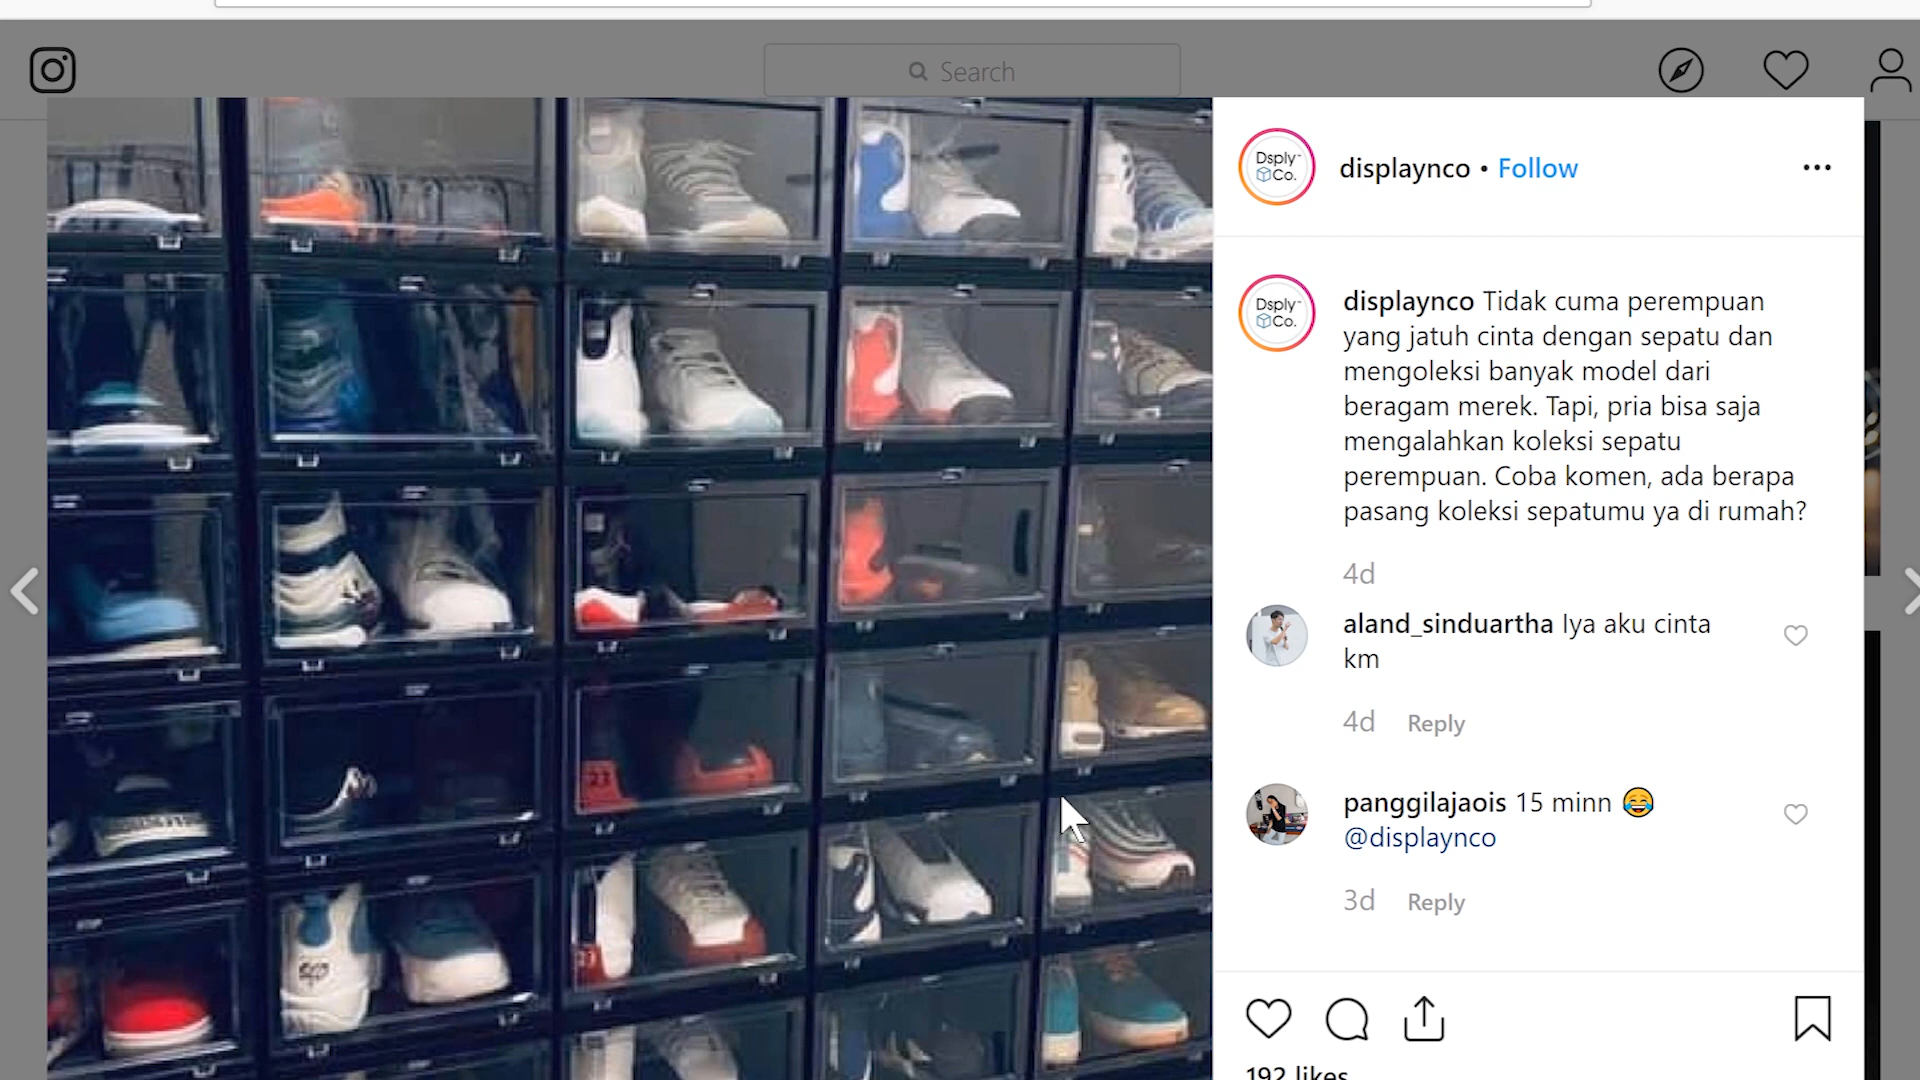 Search
Dsply
Co.
displaynco • Follow
Dsply
Co.
displaynco Tidak cuma perempuan
yang jatuh cinta dengan sepatu dan
mengoleksi banyak model dari
beragam merek. Tapi, pria bisa saja
mengalahkan koleksi sepatu
perempuan. Coba komen, ada berapa
pasang koleksi sepatumu ya di rumah?
4d
aland_sinduartha Iya aku cinta
km
4d Reply
panggilajaois 15 minn 😂
@displaynco
3d Reply
192 likes
23